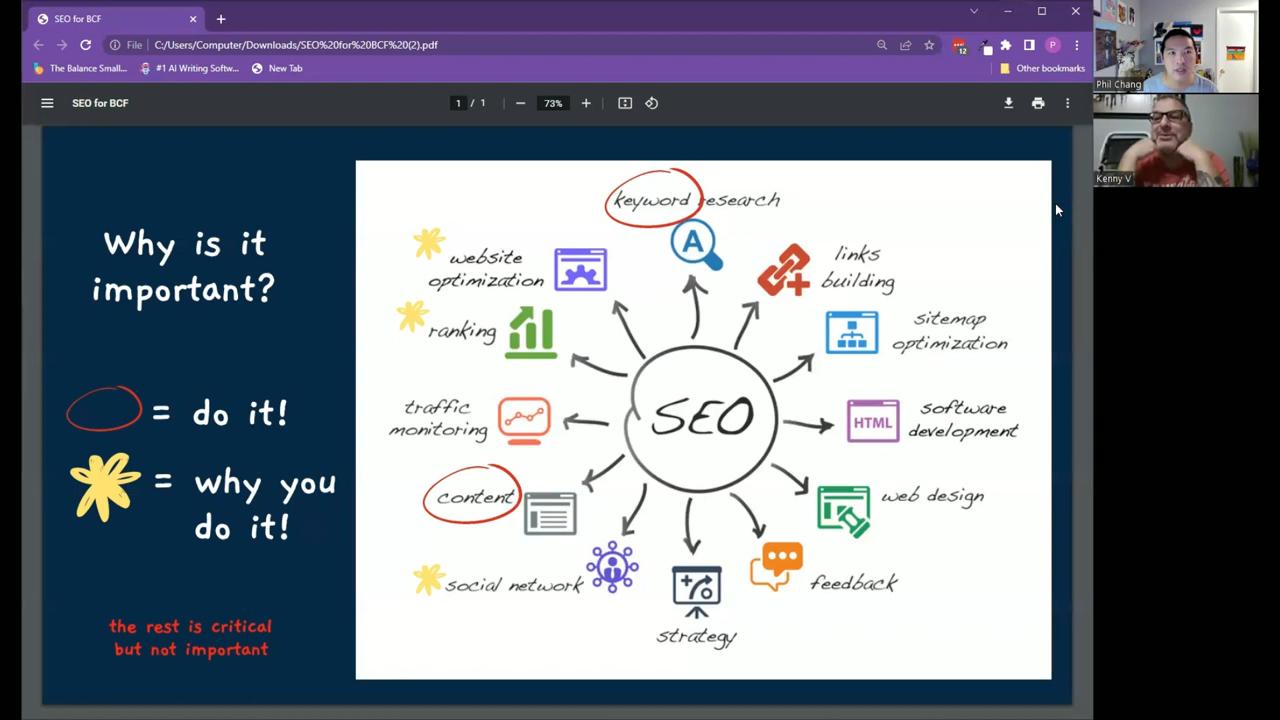 SEO for BCF
File
C:/Users/Computer/Downloads/SEO%20for%20BCF%20(2).pdf
12
P
The Balance Small...
#1 AI Writing Softw...
New Tab
Other bookmarks
SEO for BCF
1 / 1
73%
Phil Chang
Kenny V
Why is it
important?
= do it!
= why you
do it!
the rest is critical
but not important
keyword research
A
website
optimization
links
building
ranking
sitemap
optimization
traffic
monitoring
SEO
HTML
software
development
content
web design
social network
feedback
strategy